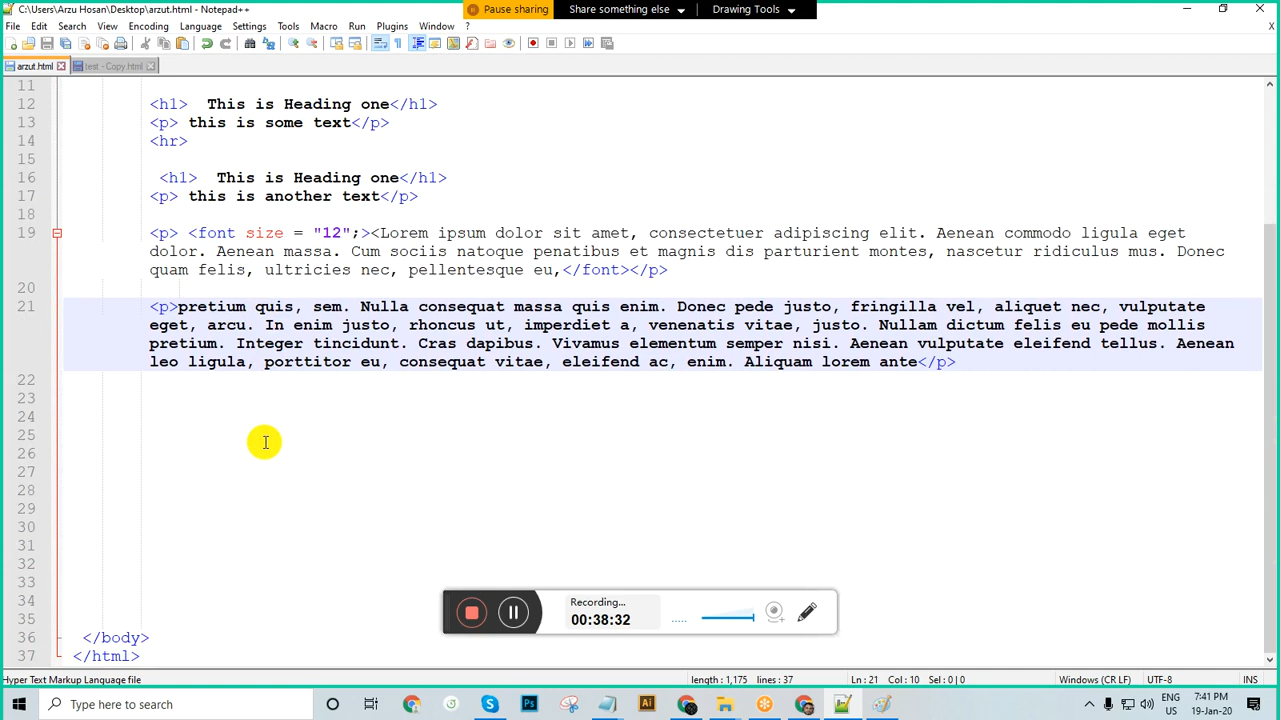 C:\Users\Arzu Hosan\Desktop\arzut.html - Notepad++
Pause sharing
Share something else
Drawing Tools
File Edit Search View Encoding Language Settings Tools Macro Run Plugins Window ?
X
arzut.html
test - Copy.html
11
12 <h1>  This is Heading one</h1>
13 <p> this is some text</p>
14 <hr>
15
16 <h1>  This is Heading one</h1>
17 <p> this is another text</p>
18
19 <p> <font size = "12";><Lorem ipsum dolor sit amet, consectetuer adipiscing elit. Aenean commodo ligula eget
dolor. Aenean massa. Cum sociis natoque penatibus et magnis dis parturient montes, nascetur ridiculus mus. Donec
quam felis, ultricies nec, pellentesque eu,</font></p>
20
21 <p>pretium quis, sem. Nulla consequat massa quis enim. Donec pede justo, fringilla vel, aliquet nec, vulputate
eget, arcu. In enim justo, rhoncus ut, imperdiet a, venenatis vitae, justo. Nullam dictum felis eu pede mollis
pretium. Integer tincidunt. Cras dapibus. Vivamus elementum semper nisi. Aenean vulputate eleifend tellus. Aenean
leo ligula, porttitor eu, consequat vitae, eleifend ac, enim. Aliquam lorem ante</p>
22
23
24
25
26
27
28
29
30
31
32
33
34
35
36 </body>
37 </html>
Recording...
00:38:32
Hyper Text Markup Language file
length : 1,175 lines : 37
Ln : 21 Col : 10 Sel : 0 | 0
Windows (CR LF)
UTF-8
INS
Type here to search
Ps
Ai
ENG
US
7:41 PM
19-Jan-20